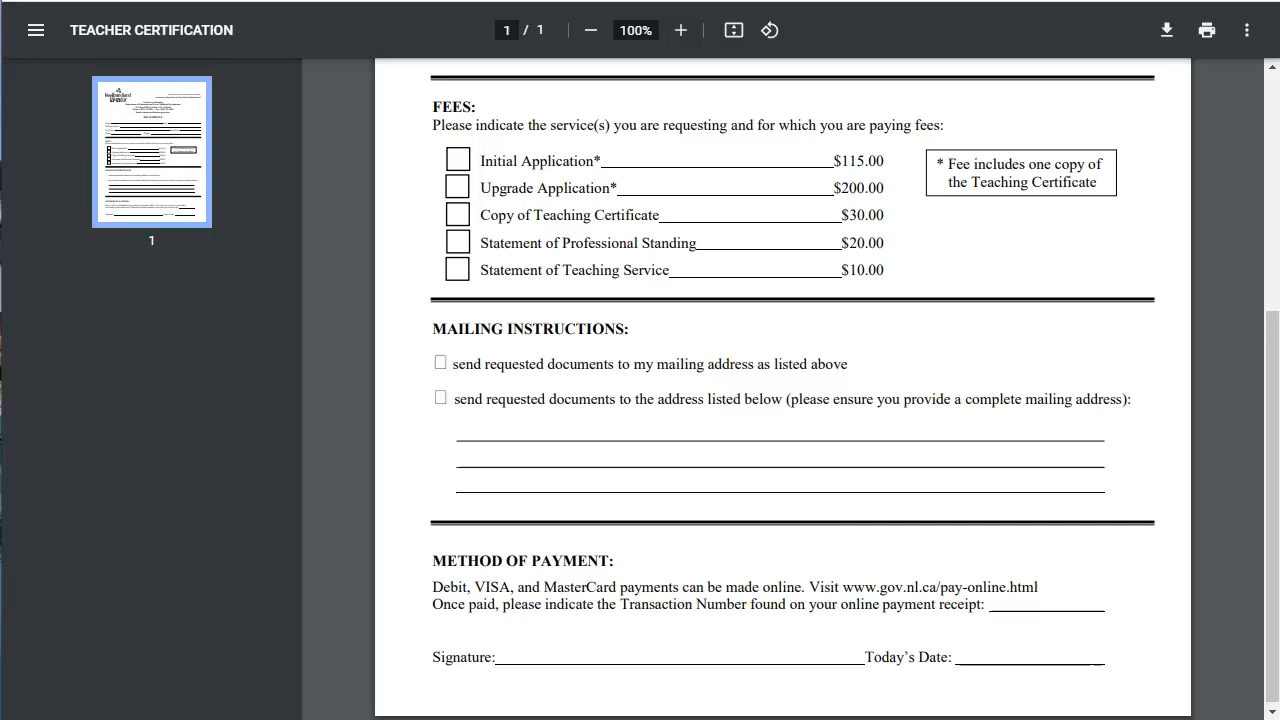 TEACHER CERTIFICATION
1 / 1
100%
1
FEES:
Please indicate the service(s) you are requesting and for which you are paying fees:
Initial Application* $115.00
Upgrade Application* $200.00
Copy of Teaching Certificate $30.00
Statement of Professional Standing $20.00
Statement of Teaching Service $10.00
* Fee includes one copy of
the Teaching Certificate
MAILING INSTRUCTIONS:
send requested documents to my mailing address as listed above
send requested documents to the address listed below (please ensure you provide a complete mailing address):
METHOD OF PAYMENT:
Debit, VISA, and MasterCard payments can be made online. Visit www.gov.nl.ca/pay-online.html
Once paid, please indicate the Transaction Number found on your online payment receipt:
Signature: Today’s Date: